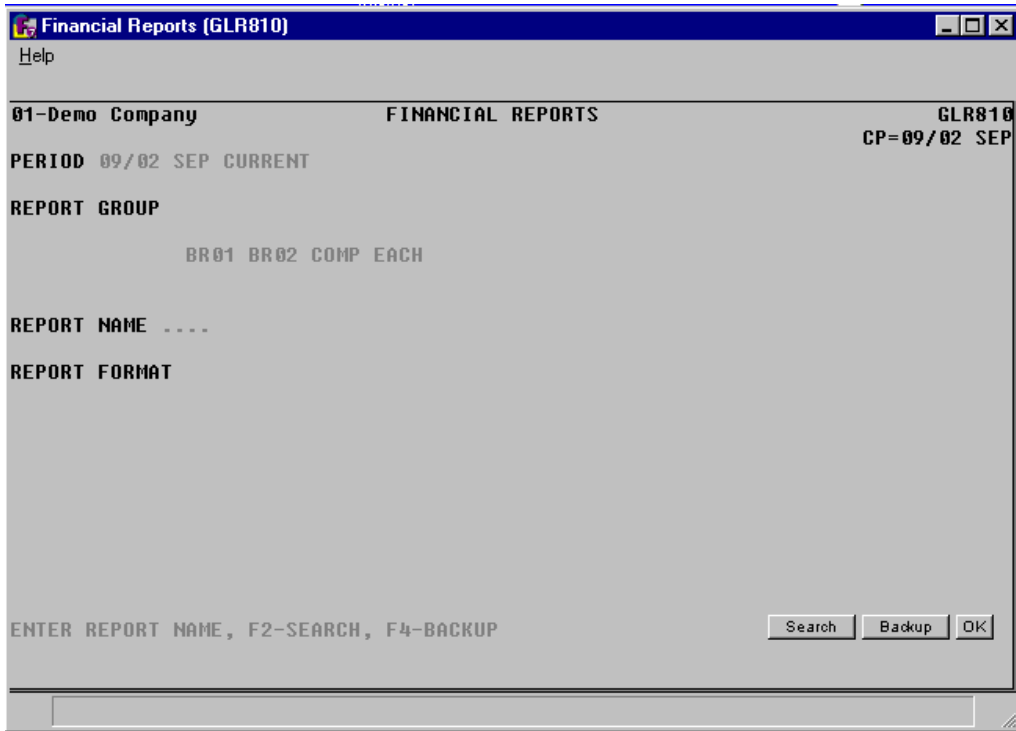 Financial Reports (GLR810)
Help
01-Demo Company FINANCIAL REPORTS GLR810
CP=09/02 SEP
PERIOD 09/02 SEP CURRENT
REPORT GROUP
BR01 BR02 COMP EACH
REPORT NAME ....
REPORT FORMAT
ENTER REPORT NAME, F2-SEARCH, F4-BACKUP Search Backup OK